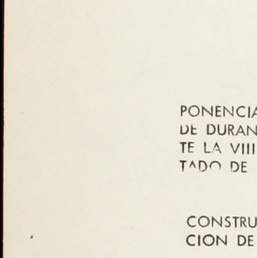 PONENCIA
DE DURAN
TE LA VIII
TADO DE
CONSTRU
CION DE